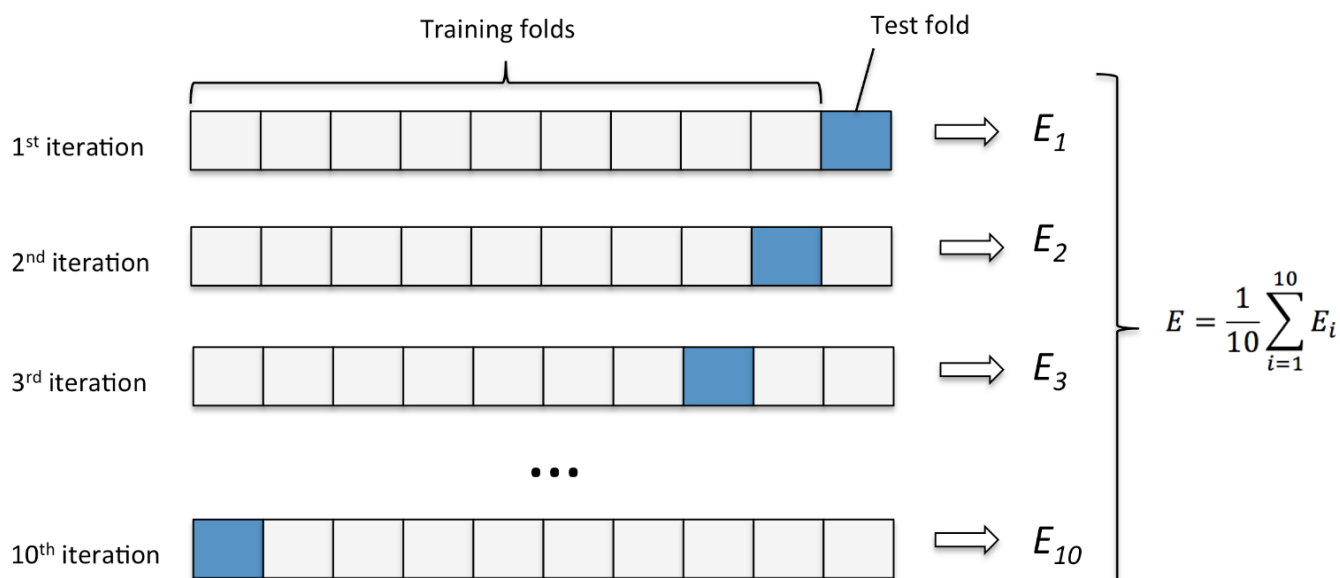 Training folds
Test fold
1st iteration
E1
2nd iteration
E2
3rd iteration
E3
E = 1/10 ∑ i=1 10 Ei
...
10th iteration
E10